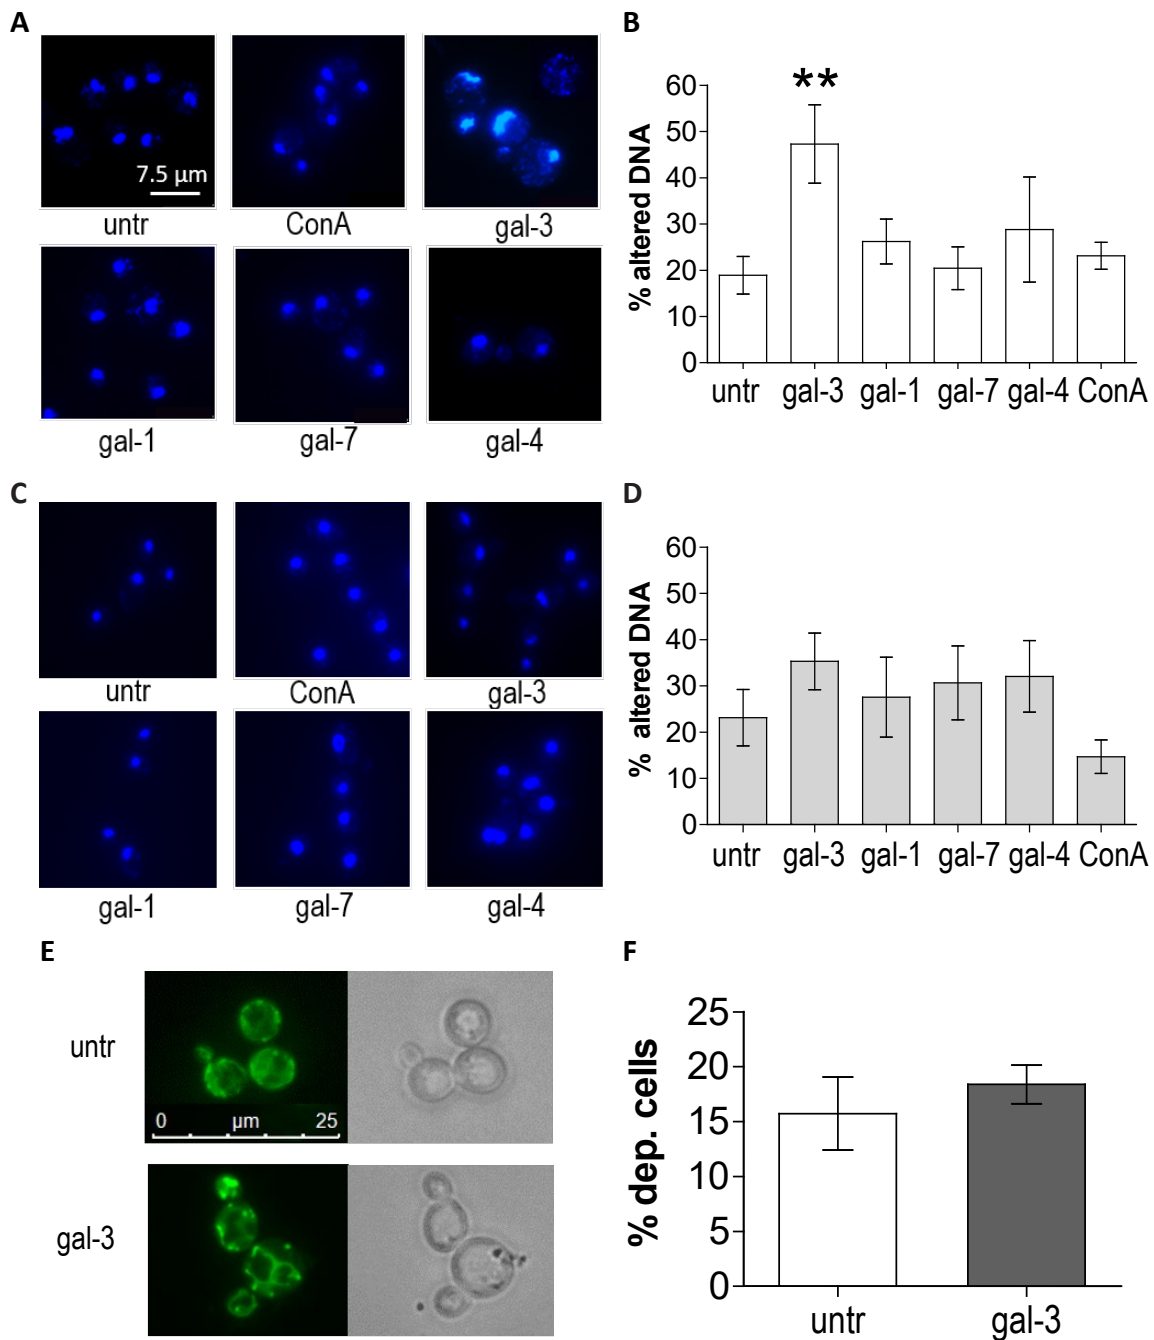 A
7.5 μm
untr
ConA
gal-3
gal-1
gal-7
gal-4
B
% altered DNA
60
50
40
30
20
10
0
**
untr
gal-3
gal-1
gal-7
gal-4
ConA
C
untr
ConA
gal-3
gal-1
gal-7
gal-4
D
% altered DNA
60
50
40
30
20
10
0
untr
gal-3
gal-1
gal-7
gal-4
ConA
E
untr
0 μm 25
gal-3
F
% dep. cells
25
20
15
10
5
0
untr
gal-3